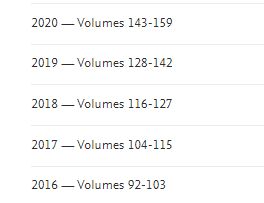 2020 — Volumes 143-159
2019 — Volumes 128-142
2018 — Volumes 116-127
2017 — Volumes 104-115
2016 — Volumes 92-103